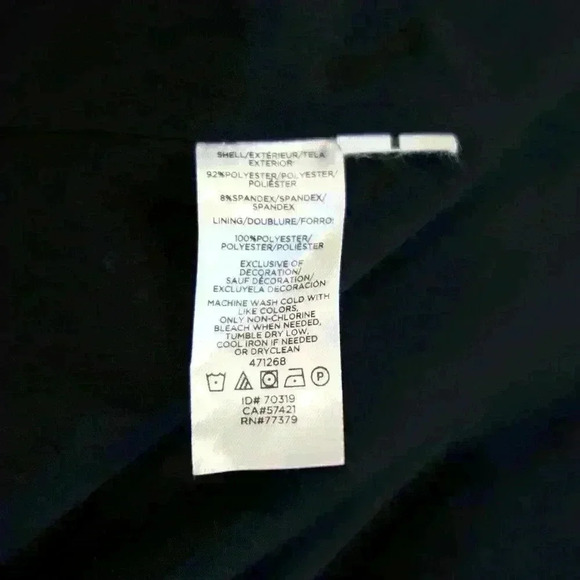 SHELL/EXTÉRIEUR/TELA
EXTERIOR
92%POLYESTER/POLYESTER/
POLIÉSTER
8%SPANDEX/SPANDEX/
SPANDEX
LINING/DOUBLURE/FORRO:
100%POLYESTER/
POLYESTER/POLIÉSTER
EXCLUSIVE OF
DECORATION/
SAUF DÉCORATION/
EXCLUYELA DECORACIÓN
MACHINE WASH COLD WITH
LIKE COLORS,
ONLY NON-CHLORINE
BLEACH WHEN NEEDED,
TUMBLE DRY LOW,
COOL IRON IF NEEDED
OR DRYCLEAN
471268
P
ID# 70319
CA#57421
RN#77379